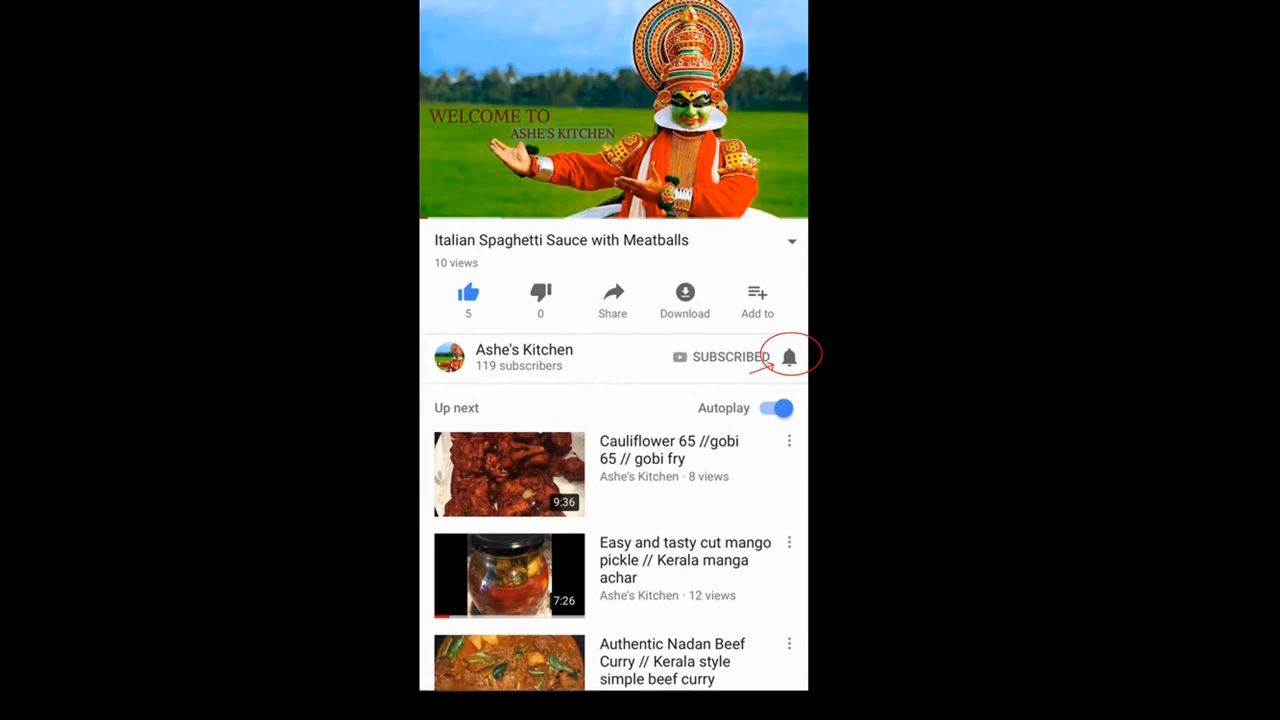 WELCOME TO
ASHE'S KITCHEN
Italian Spaghetti Sauce with Meatballs
10 views
5
0
Share
Download
Add to
Ashe's Kitchen
119 subscribers
SUBSCRIBED
Up next
Autoplay
Cauliflower 65 //gobi
65 // gobi fry
Ashe's Kitchen · 8 views
9:36
Easy and tasty cut mango
pickle // Kerala manga
achar
Ashe's Kitchen · 12 views
7:26
Authentic Nadan Beef
Curry // Kerala style
simple beef curry